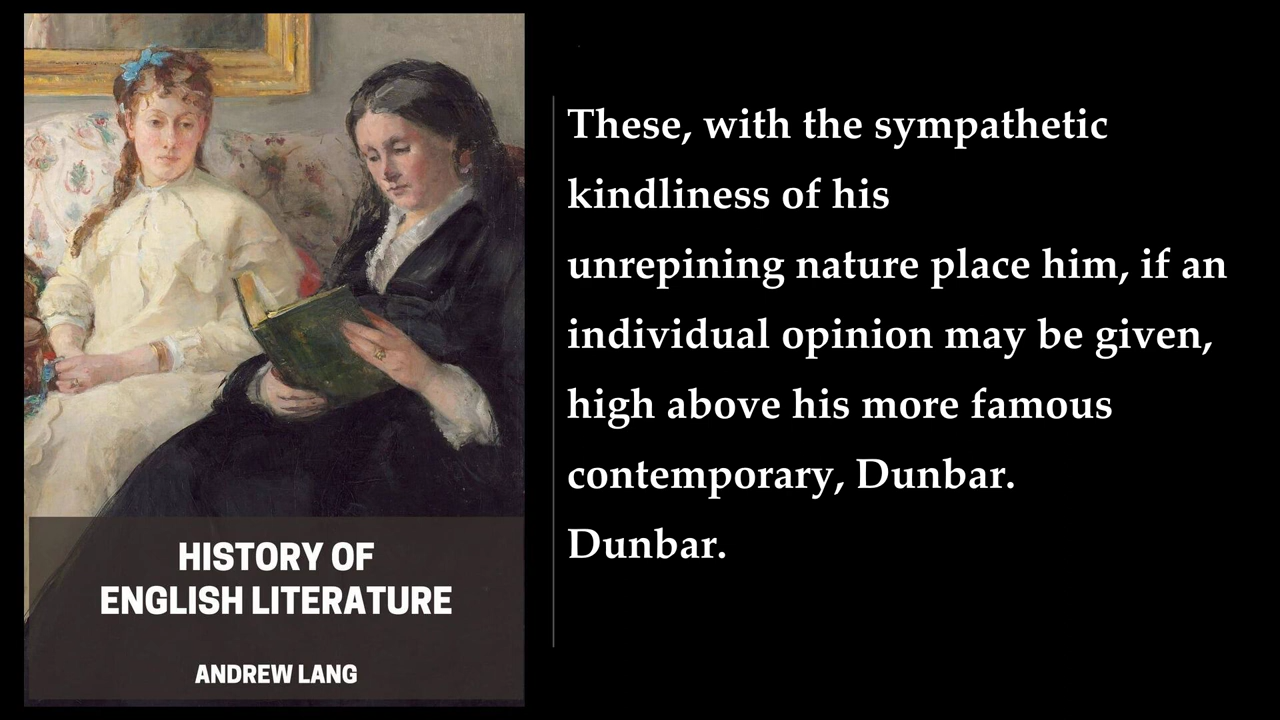 HISTORY OF
ENGLISH LITERATURE
ANDREW LANG
These, with the sympathetic
kindliness of his
unrepining nature place him, if an
individual opinion may be given,
high above his more famous
contemporary, Dunbar.
Dunbar.